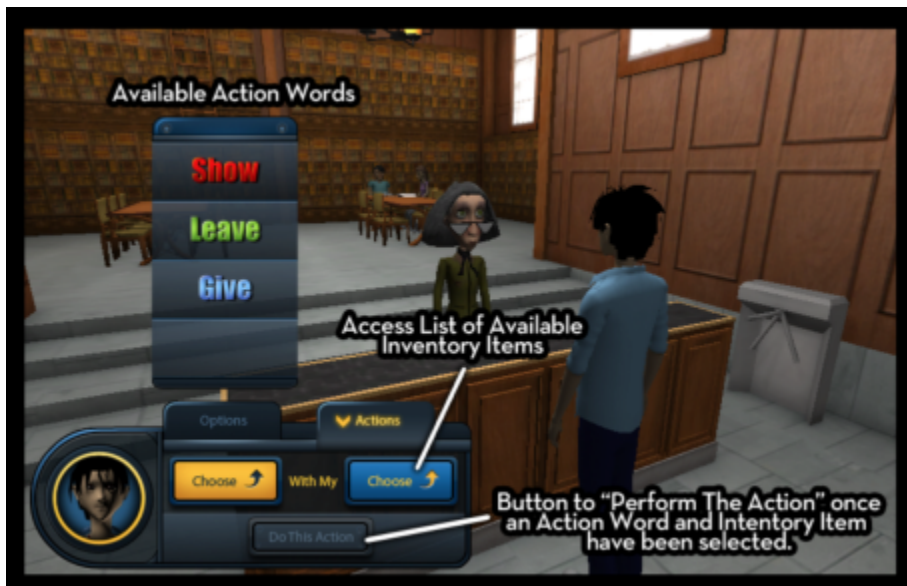 Available Action Words
Show
Leave
Give
Access List of Available
Inventory Items
Options
Actions
Choose
With My
Choose
Do This Action
Button to "Perform The Action" once
an Action Word and Intentory Item
have been selected.